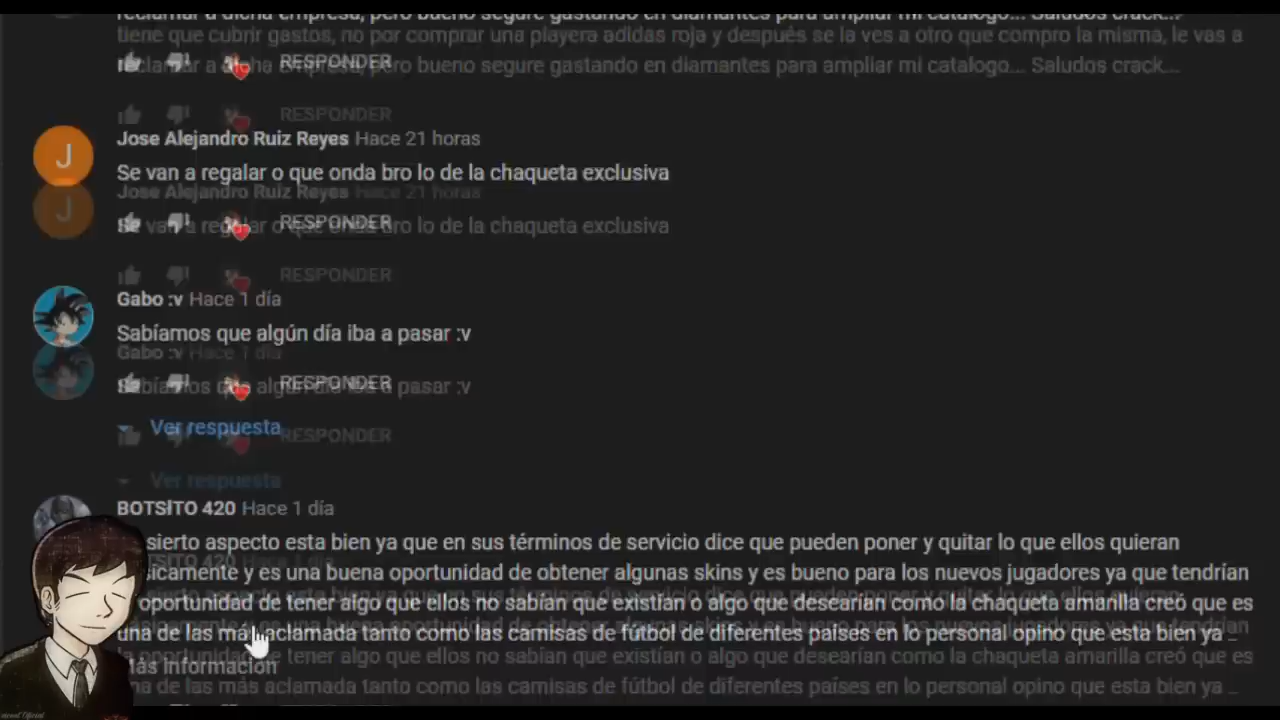 reclamar a dicha empresa, pero bueno segure gastando en diamantes para ampliar mi catalogo... Saludos crack...
tiene que cubrir gastos, no por comprar una playera adidas roja y después se la ves a otro que compro la misma, le vas a
RESPONDER
reclamar a dicha empresa, pero bueno segure gastando en diamantes para ampliar mi catalogo... Saludos crack...
RESPONDER
J
Jose Alejandro Ruiz Reyes Hace 21 horas
Se van a regalar o que onda bro lo de la chaqueta exclusiva
Jose Alejandro Ruiz Reyes Hace 21 horas
J
RESPONDER
Se van a regalar o que onda bro lo de la chaqueta exclusiva
RESPONDER
Gabo :v Hace 1 día
Sabíamos que algún día iba a pasar :v
Gabo :v Hace 1 día
RESPONDER
Sabíamos que algún día iba a pasar :v
Ver respuesta
RESPONDER
Ver respuesta
BOTSÍTO 420 Hace 1 día
sierto aspecto esta bien ya que en sus términos de servicio dice que pueden poner y quitar lo que ellos quieran
sicamente y es una buena oportunidad de obtener algunas skins y es bueno para los nuevos jugadores ya que tendrían
oportunidad de tener algo que ellos no sabían que existían o algo que desearían como la chaqueta amarilla creó que es
una de las más aclamada tanto como las camisas de fútbol de diferentes países en lo personal opino que esta bien ya
la oportunidad de tener algo que ellos no sabían que existían o algo que desearían como la chaqueta amarilla creó que es
Más información
una de las más aclamada tanto como las camisas de fútbol de diferentes países en lo personal opino que esta bien ya